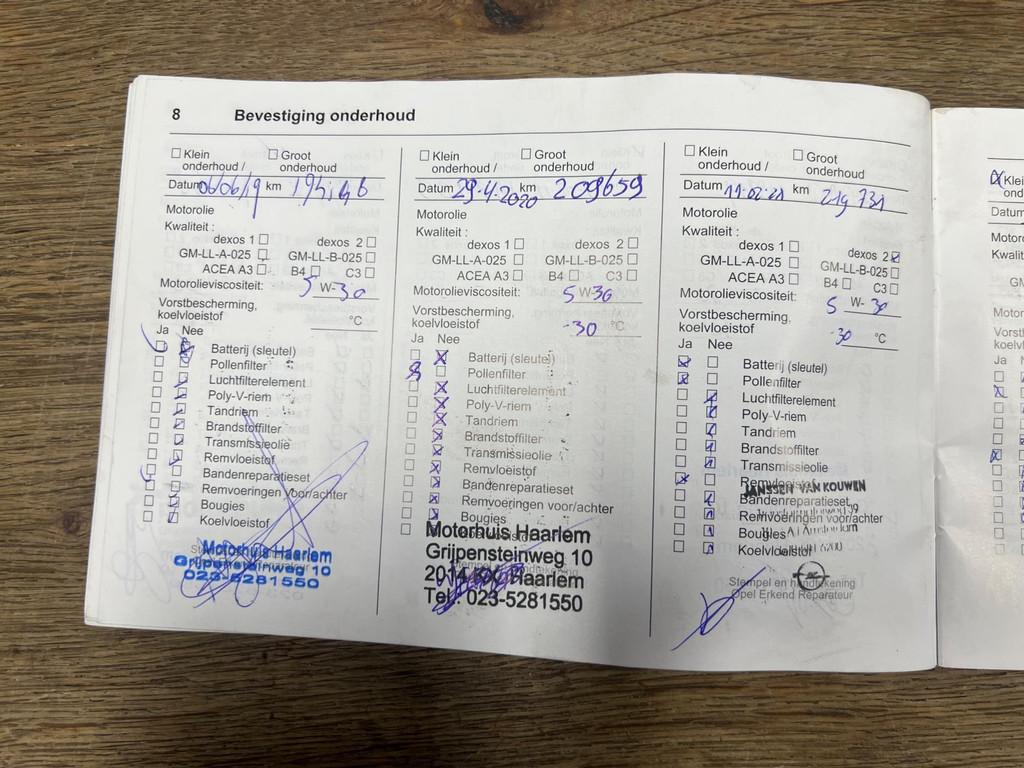 8 Bevestiging onderhoud
Klein onderhoud / Groot onderhoud
Datum 06/06/19 km
Motorolie
Kwaliteit :
dexos 1 dexos 2
GM-LL-A-025 GM-LL-B-025
ACEA A3 B4 C3
Motorolieviscositeit: 5 W-30
Vorstbescherming,
koelvloeistof °C
Ja Nee
Batterij (sleutel)
Pollenfilter
Luchtfilterelement
Poly-V-riem
Tandriem
Brandstoffilter
Transmissieolie
Remvloeistof
Bandenreparatieset
Remvoeringen voor/achter
Bougies
Koelvloeistof
Motorhuis Haarlem
Grijpensteinweg 10
023-5281550
Klein onderhoud / Groot onderhoud
Datum 29-4-2020 km 209659
Motorolie
Kwaliteit :
dexos 1 dexos 2
GM-LL-A-025 GM-LL-B-025
ACEA A3 B4 C3
Motorolieviscositeit: 5 W-30
Vorstbescherming,
koelvloeistof -30 °C
Ja Nee
Batterij (sleutel)
Pollenfilter
Luchtfilterelement
Poly-V-riem
Tandriem
Brandstoffilter
Transmissieolie
Remvloeistof
Bandenreparatieset
Remvoeringen voor/achter
Bougies
Motorhuis Haarlem
Grijpensteinweg 10
Haarlem
Tel. 023-5281550
Klein onderhoud / Groot onderhoud
Datum 11-02-21 km 219 731
Motorolie
Kwaliteit :
dexos 1 dexos 2
GM-LL-A-025 GM-LL-B-025
ACEA A3 B4 C3
Motorolieviscositeit: 5 W- 30
Vorstbescherming,
koelvloeistof -30 °C
Ja Nee
Batterij (sleutel)
Pollenfilter
Luchtfilterelement
Poly-V-riem
Tandriem
Brandstoffilter
Transmissieolie
Remvloeistof
JANSSEN VAN KOUWEN
Bandenreparatieset
Remvoeringen voor/achter
Bougies
Koelvloeistof
Stempel en handtekening
Opel Erkend Reparateur